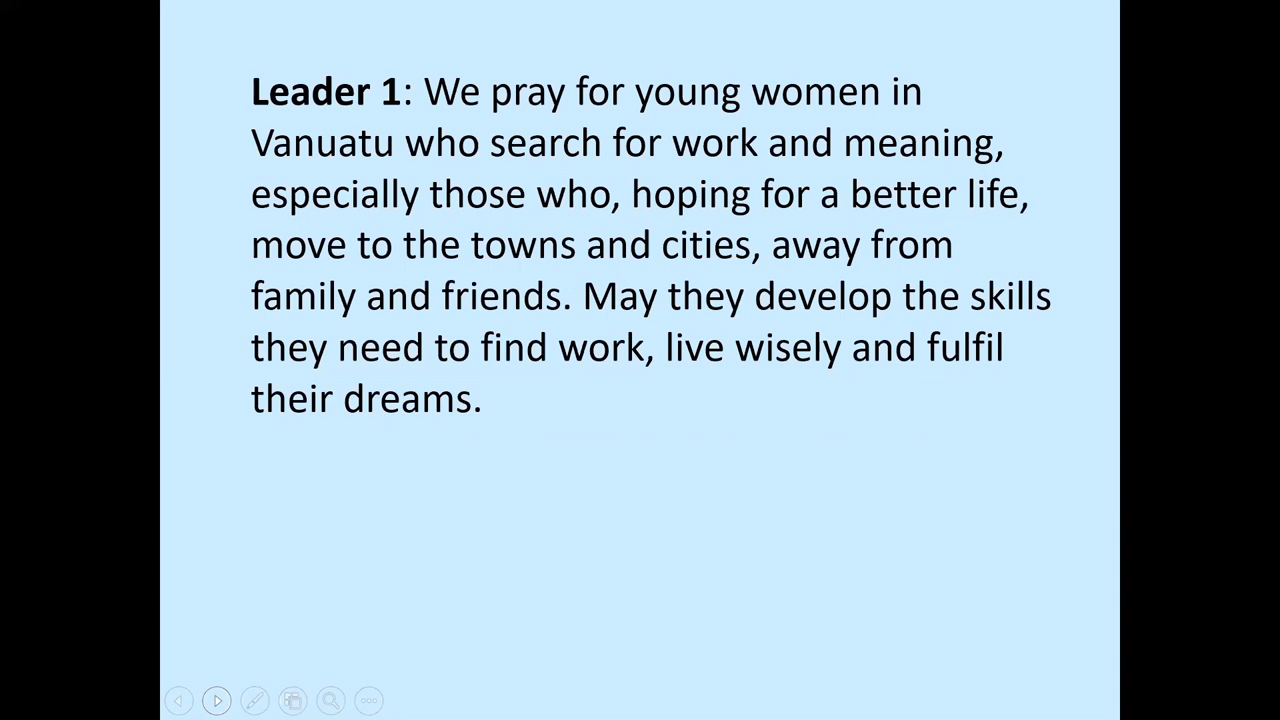 Leader 1: We pray for young women in
Vanuatu who search for work and meaning,
especially those who, hoping for a better life,
move to the towns and cities, away from
family and friends. May they develop the skills
they need to find work, live wisely and fulfil
their dreams.